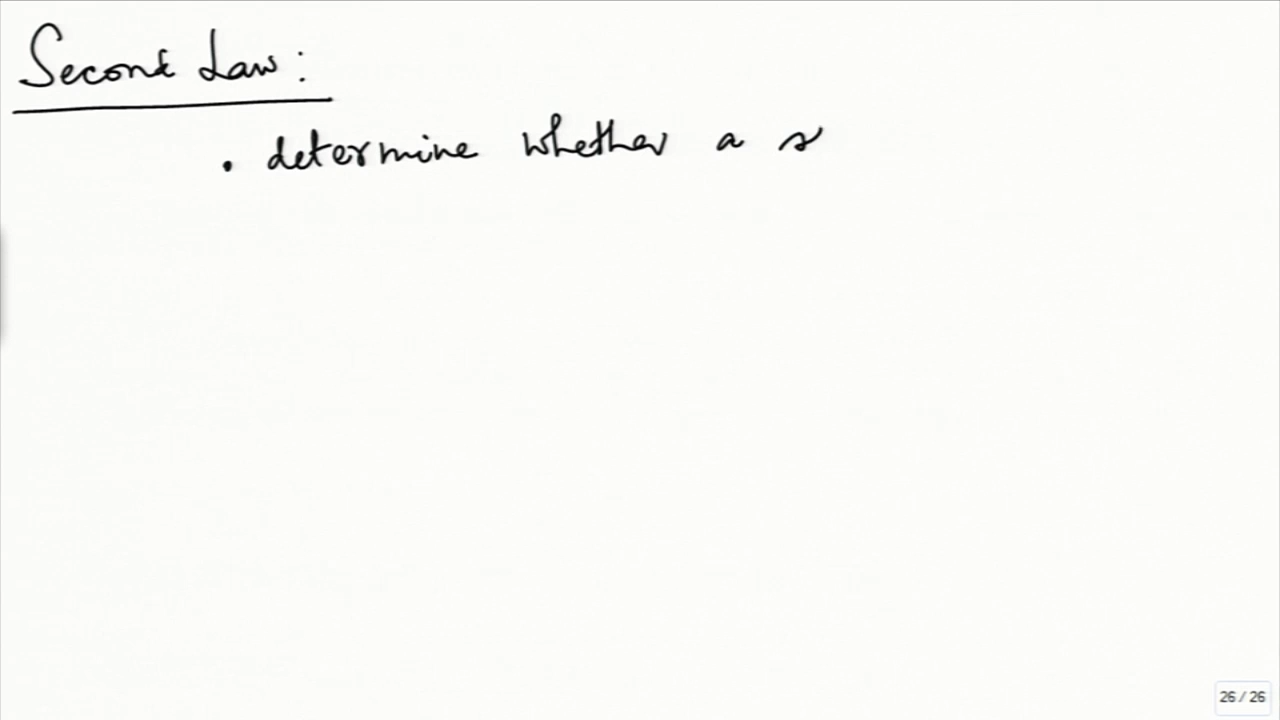 Second Law:
• determine whether a s
26 / 26